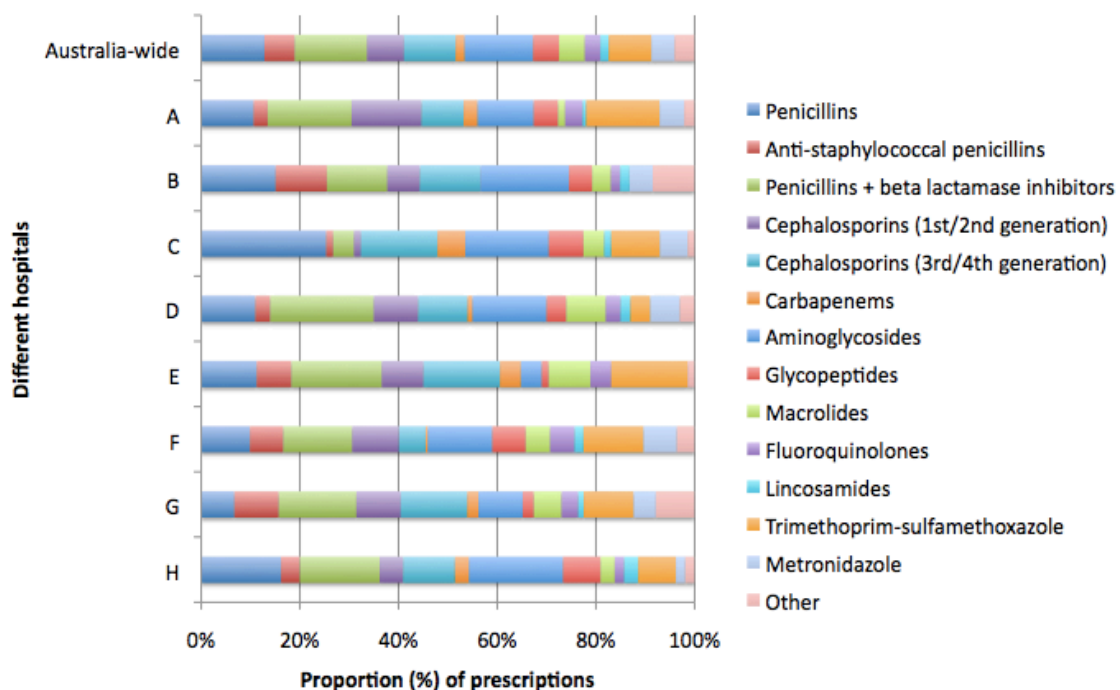 Different hospitals
Australia-wide
A
B
C
D
E
F
G
H
0%
20%
40%
60%
80%
100%
Proportion (%) of prescriptions
Penicillins
Anti-staphylococcal penicillins
Penicillins + beta lactamase inhibitors
Cephalosporins (1st/2nd generation)
Cephalosporins (3rd/4th generation)
Carbapenems
Aminoglycosides
Glycopeptides
Macrolides
Fluoroquinolones
Lincosamides
Trimethoprim-sulfamethoxazole
Metronidazole
Other